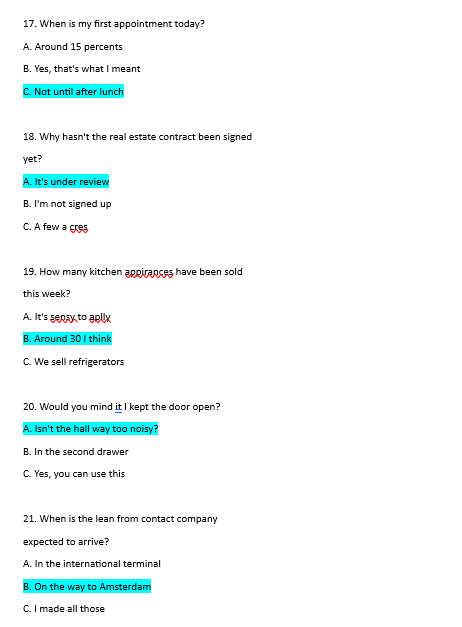 17. When is my first appointment today?
A. Around 15 percents
B. Yes, that's what I meant
C. Not until after lunch
18. Why hasn't the real estate contract been signed
yet?
A. It's under review
B. I'm not signed up
C. A few a cres
19. How many kitchen appirances have been sold
this week?
A. It's sensy to aplly
B. Around 30 I think
C. We sell refrigerators
20. Would you mind it I kept the door open?
A. Isn't the hall way too noisy?
B. In the second drawer
C. Yes, you can use this
21. When is the lean from contact company
expected to arrive?
A. In the international terminal
B. On the way to Amsterdam
C. I made all those